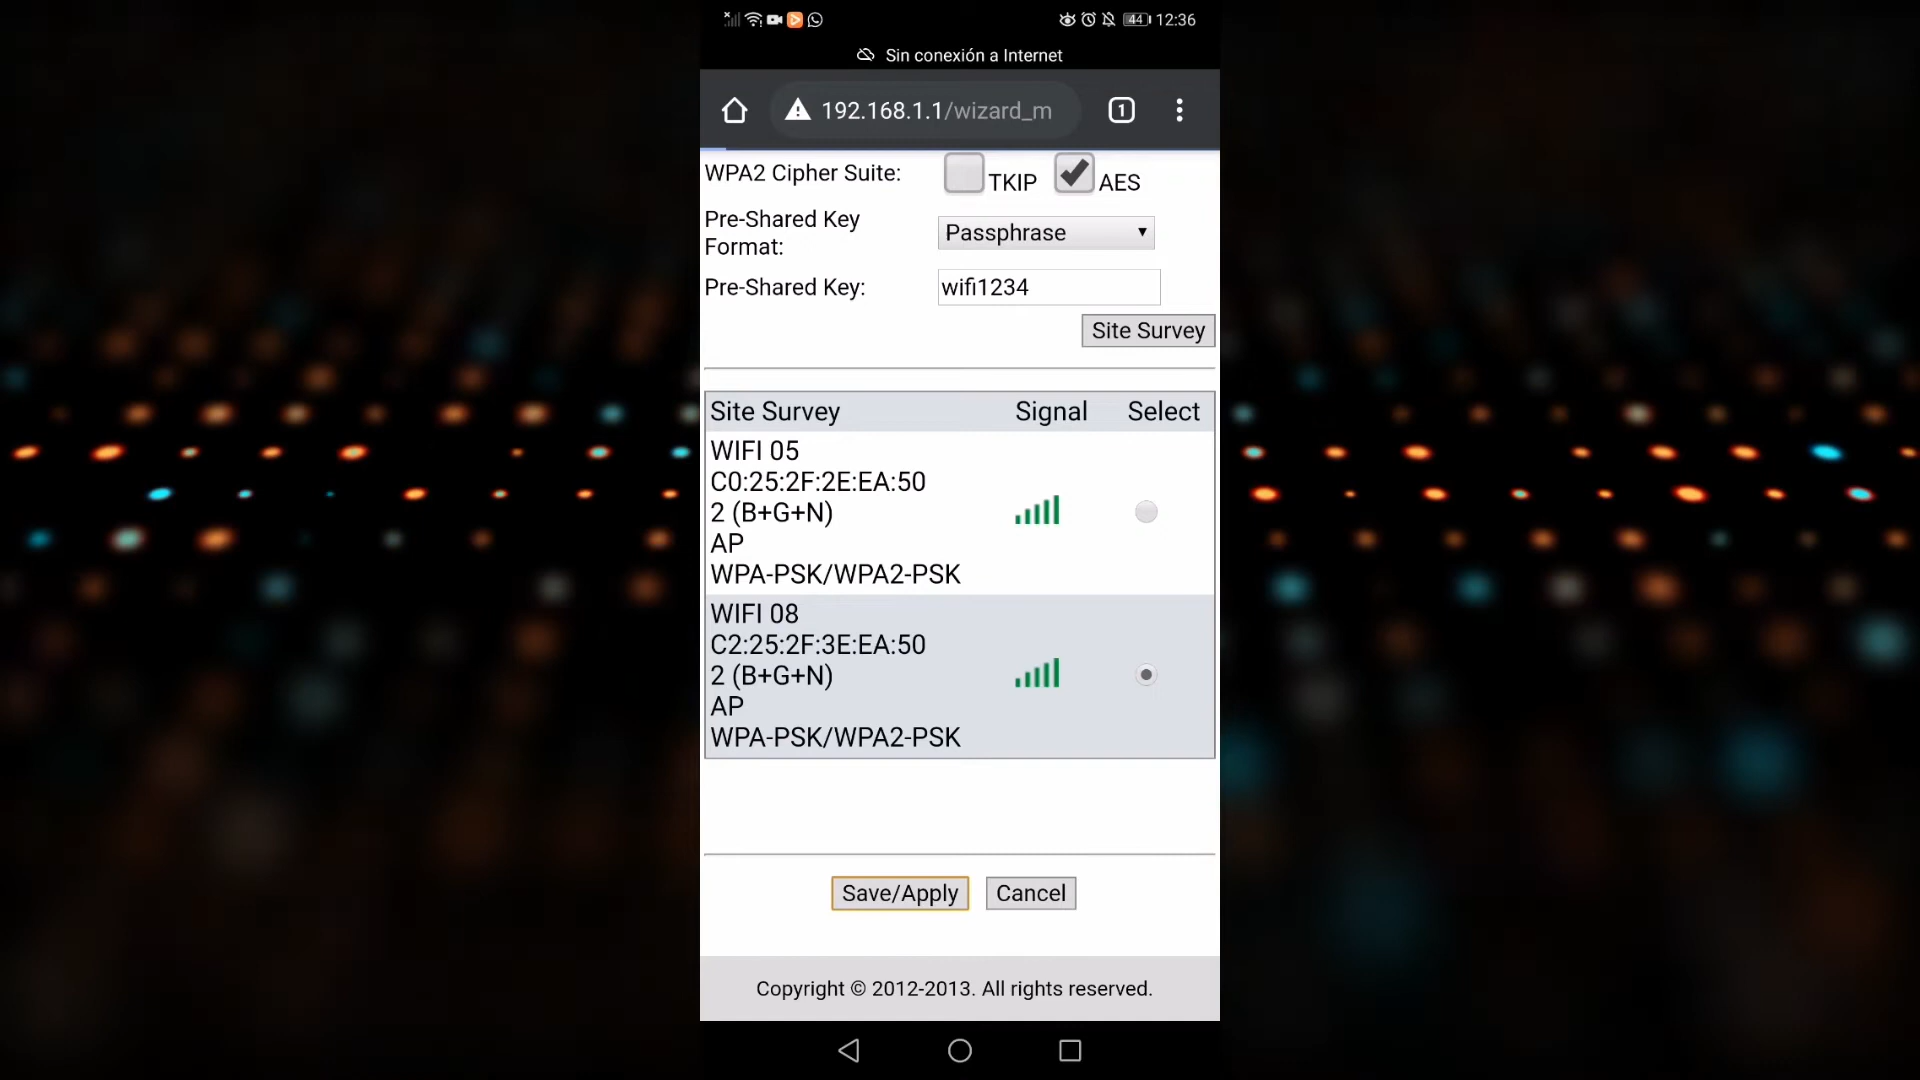 44 12:36
Sin conexión a Internet
192.168.1.1/wizard_m 1
WPA2 Cipher Suite: TKIP AES
Pre-Shared Key
Format: Passphrase
Pre-Shared Key: wifi1234
Site Survey
Site Survey Signal Select
WIFI 05
C0:25:2F:2E:EA:50
2 (B+G+N)
AP
WPA-PSK/WPA2-PSK
WIFI 08
C2:25:2F:3E:EA:50
2 (B+G+N)
AP
WPA-PSK/WPA2-PSK
Save/Apply Cancel
Copyright © 2012-2013. All rights reserved.